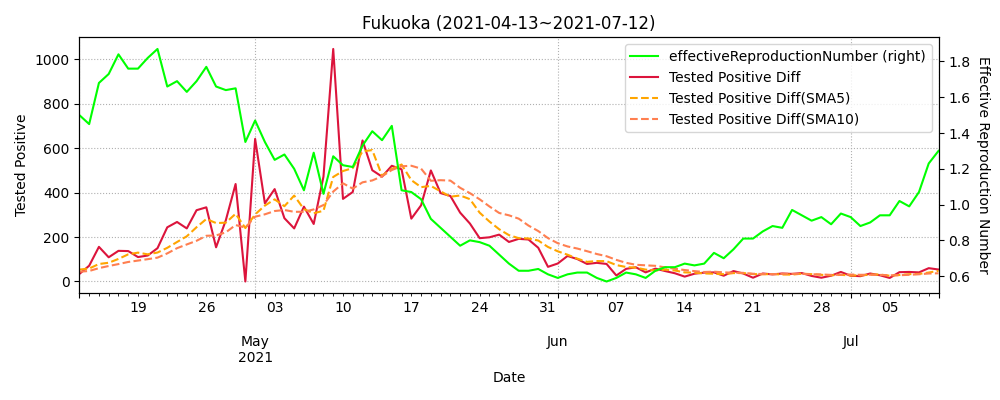 Fukuoka (2021-04-13~2021-07-12)
effectiveReproductionNumber (right)
Tested Positive Diff
Tested Positive Diff(SMA5)
Tested Positive Diff(SMA10)
Tested Positive
1000
800
600
400
200
0
Effective Reproduction Number
1.8
1.6
1.4
1.2
1.0
0.8
0.6
19 26 03 10 17 24 31 07 14 21 28 05
May Jun Jul
2021
Date